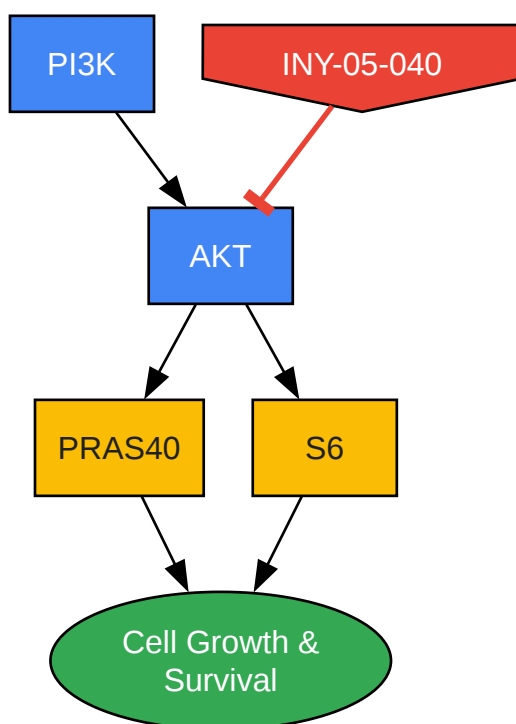 PI3K
INY-05-040
AKT
PRAS40
S6
Cell Growth &
Survival